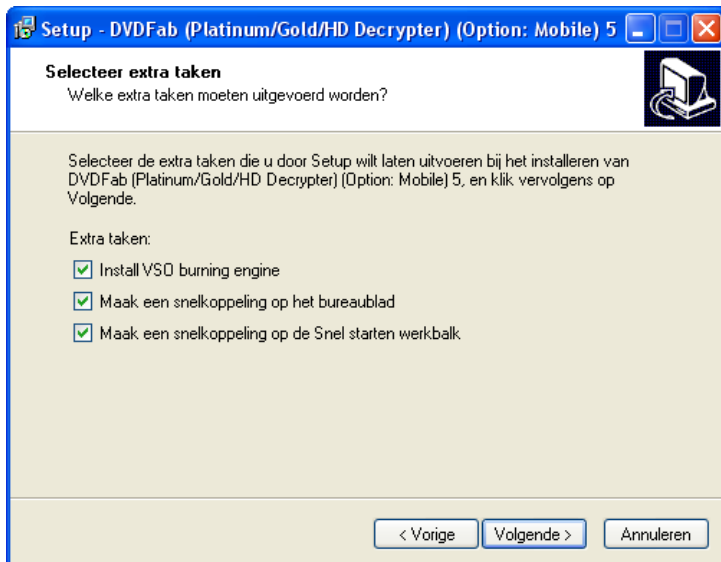 Setup - DVDFab (Platinum/Gold/HD Decrypter) (Option: Mobile) 5
Selecteer extra taken
Welke extra taken moeten uitgevoerd worden?
Selecteer de extra taken die u door Setup wilt laten uitvoeren bij het installeren van
DVDFab (Platinum/Gold/HD Decrypter) (Option: Mobile) 5, en klik vervolgens op
Volgende.
Extra taken:
Install VSO burning engine
Maak een snelkoppeling op het bureaublad
Maak een snelkoppeling op de Snel starten werkbalk
< Vorige
Volgende >
Annuleren